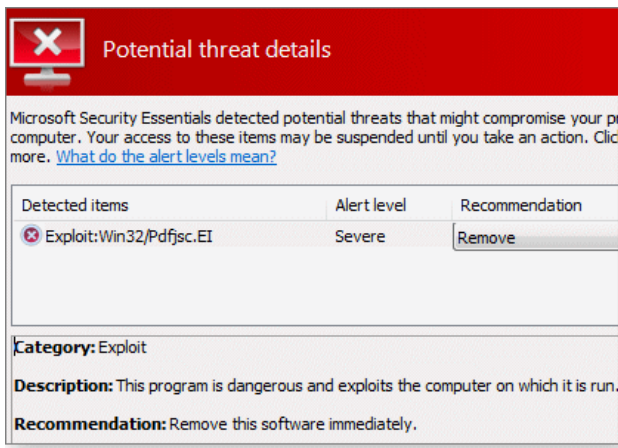 Potential threat details
Microsoft Security Essentials detected potential threats that might compromise your
computer. Your access to these items may be suspended until you take an action.
more. What do the alert levels mean?
Detected items Alert level Recommendation
Exploit:Win32/Pdfjsc.EI Severe Remove
Category: Exploit
Description: This program is dangerous and exploits the computer on which it is run.
Recommendation: Remove this software immediately.